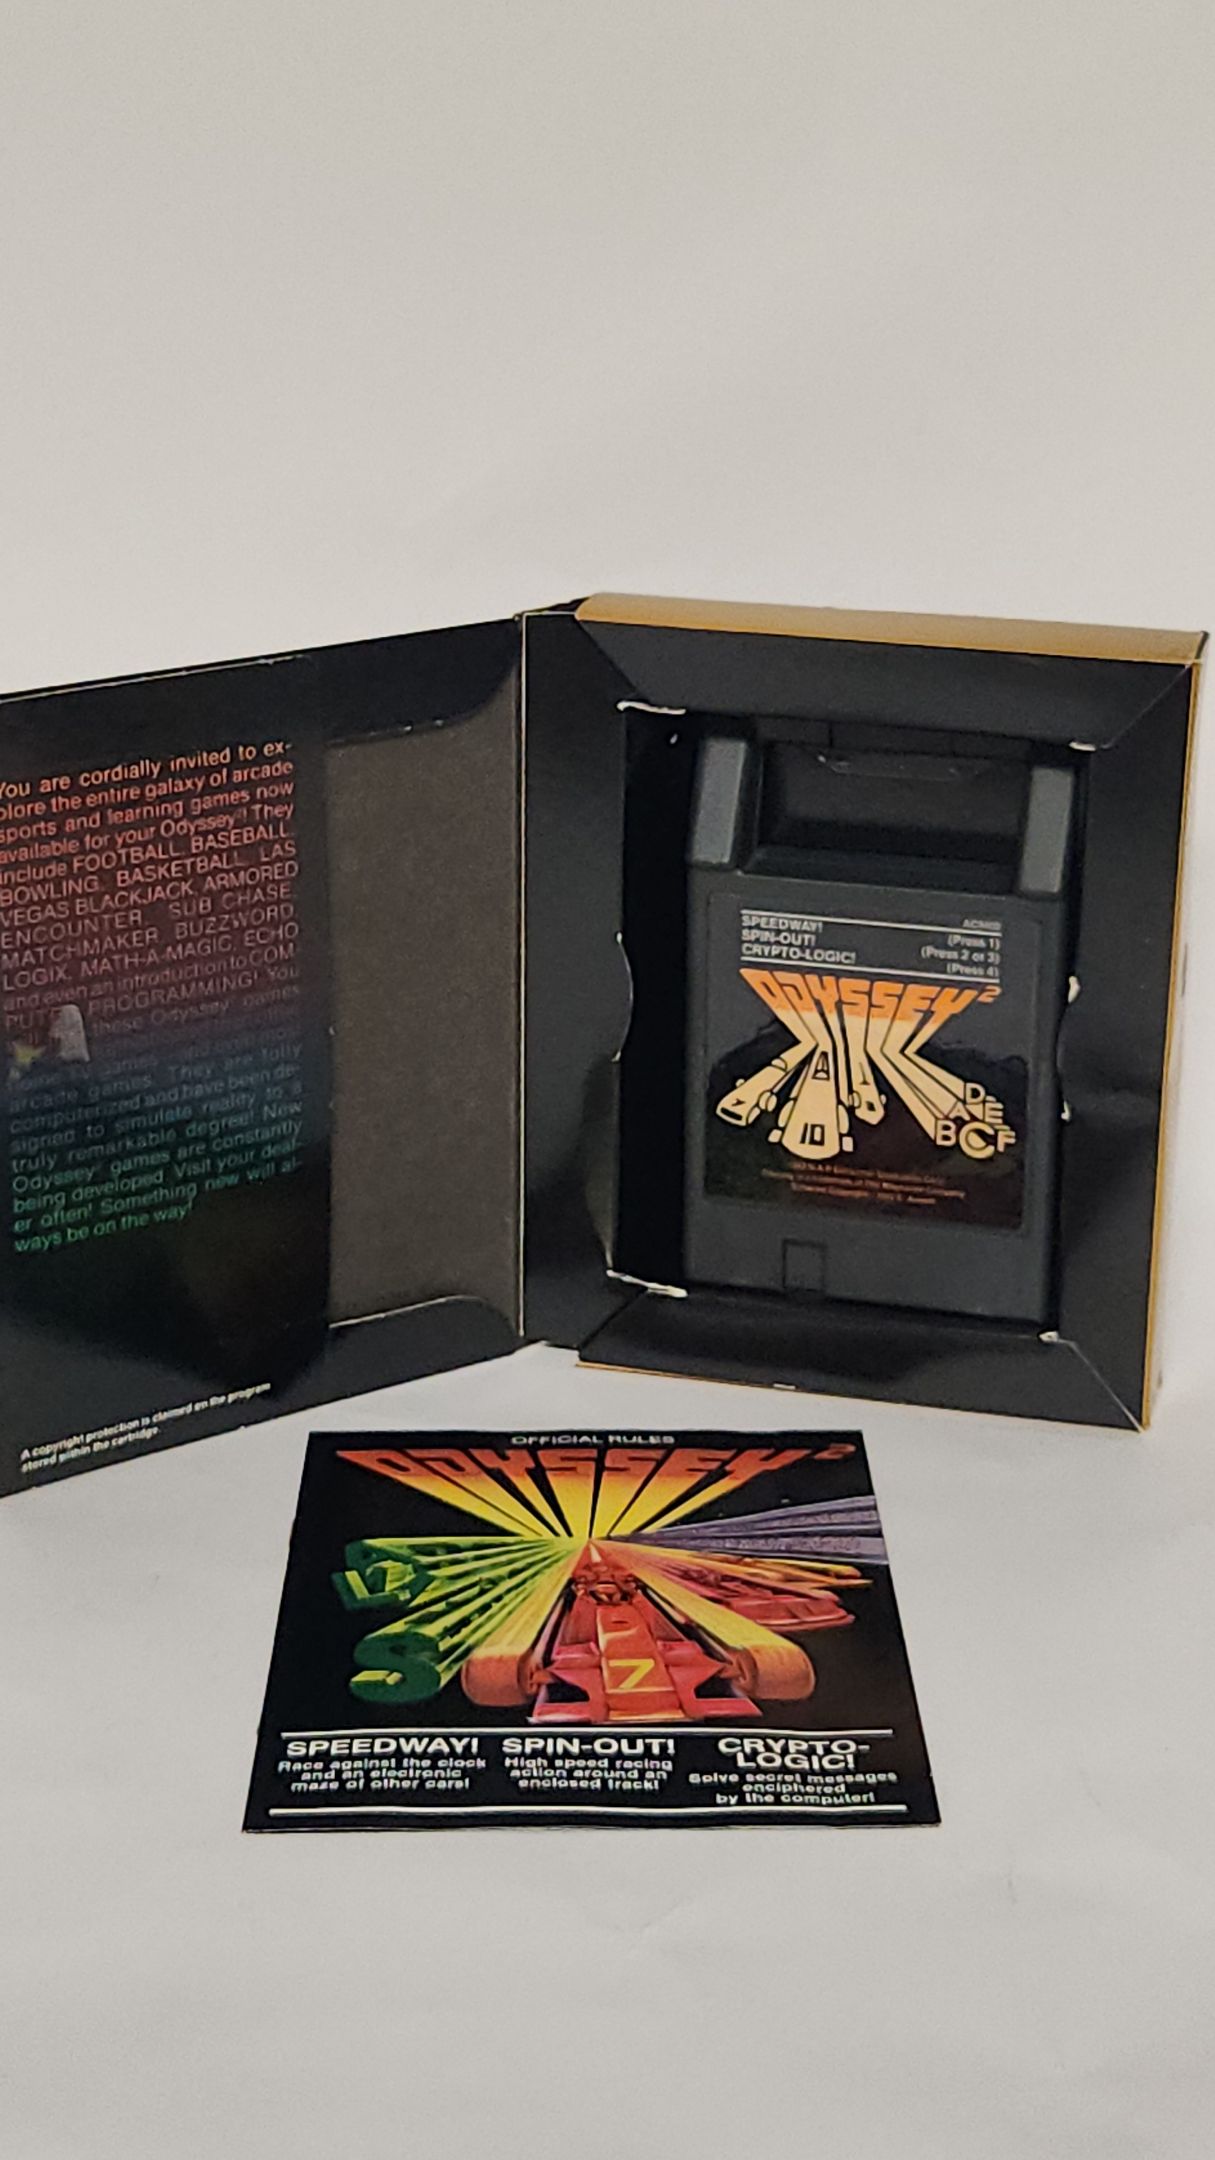 You are cordially invited to ex-
plore the entire galaxy of arcade
sports and learning games now
available for your Odyssey²! They
include FOOTBALL, BASEBALL,
BOWLING, BASKETBALL, LAS
VEGAS BLACKJACK, ARMORED
ENCOUNTER, SUB CHASE,
MATCHMAKER, BUZZWORD,
LOGIX, MATH-A-MAGIC, ECHO
and even an introduction to COM
PUTER PROGRAMMING! You
these Odyssey² games
games
arcade games. They are fully
computerized and have been de-
signed to simulate reality to a
truly remarkable degree! New
Odyssey² games are constantly
being developed. Visit your deal-
er often! Something new will al-
ways be on the way!
A copyright protection is claimed on the program
stored within the cartridge.
SPEEDWAY! (Press 1)
SPIN-OUT! (Press 2 or 3)
CRYPTO-LOGIC! (Press 4)
ODYSSEY²
7
10
D
A E
B C F
OFFICIAL RULES
ODYSSEY²
S
7
SPEEDWAY!
Race against the clock
and an electronic
maze of other cars!
SPIN-OUT!
High speed racing
action around an
enclosed track!
CRYPTO-
LOGIC!
Solve secret messages
enciphered
by the computer!